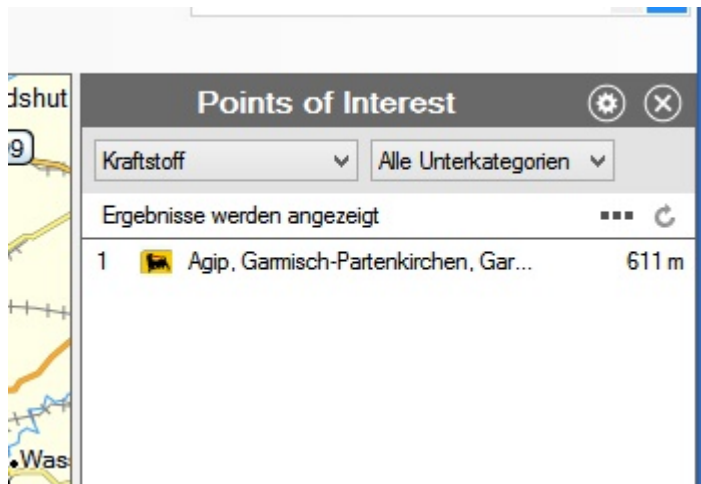 dshut
Points of Interest
9
Kraftstoff
Alle Unterkategorien
Ergebnisse werden angezeigt
1 Agip, Garmisch-Partenkirchen, Gar... 611 m
Was